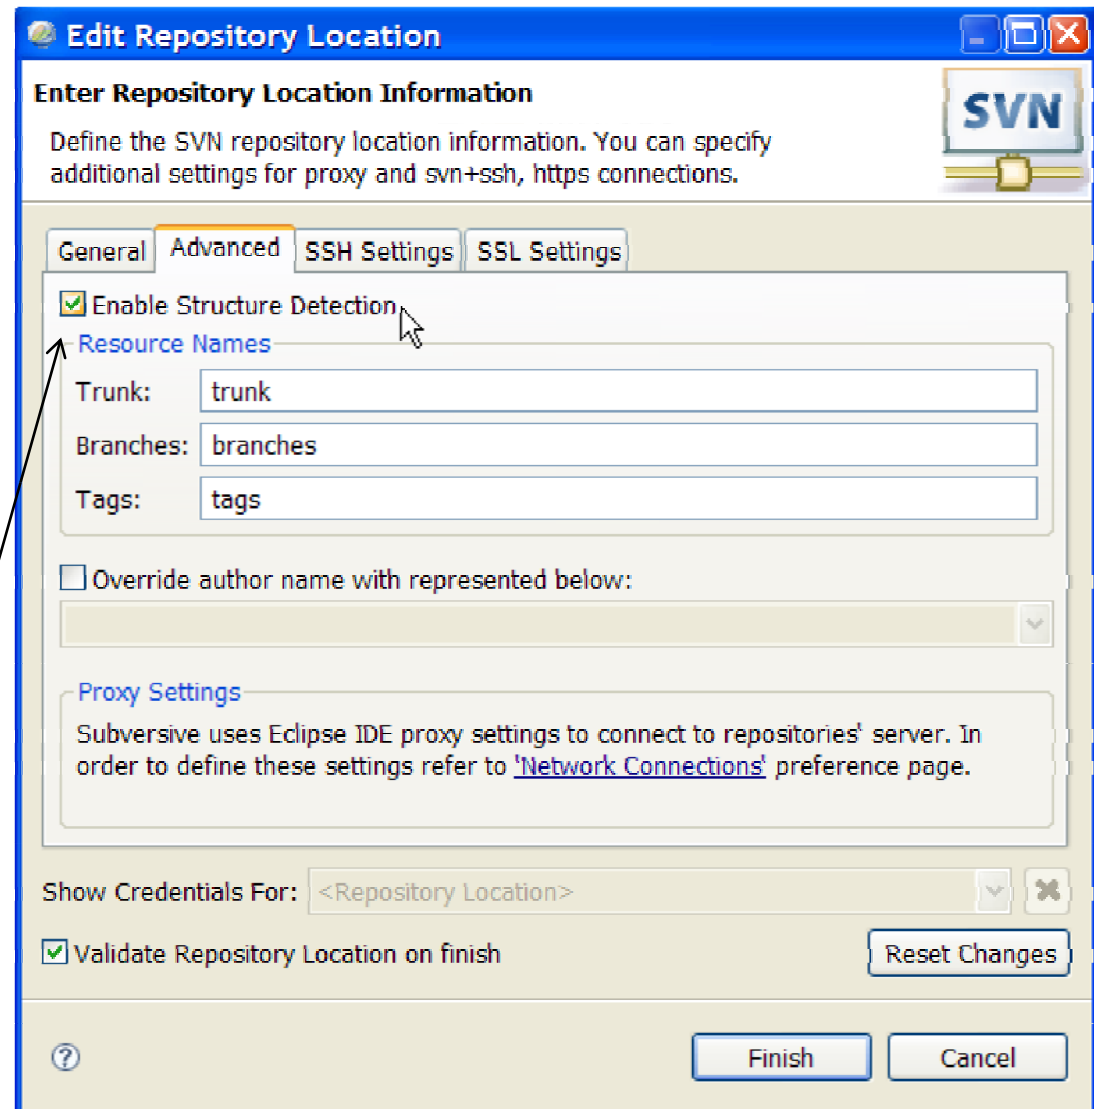 Edit Repository Location
Enter Repository Location Information
SVN
Define the SVN repository location information. You can specify
additional settings for proxy and svn+ssh, https connections.
General Advanced SSH Settings SSL Settings
Enable Structure Detection
Resource Names
Trunk: trunk
Branches: branches
Tags: tags
Override author name with represented below:
Proxy Settings
Subversive uses Eclipse IDE proxy settings to connect to repositories' server. In
order to define these settings refer to 'Network Connections' preference page.
Show Credentials For: <Repository Location>
Validate Repository Location on finish Reset Changes
? Finish Cancel